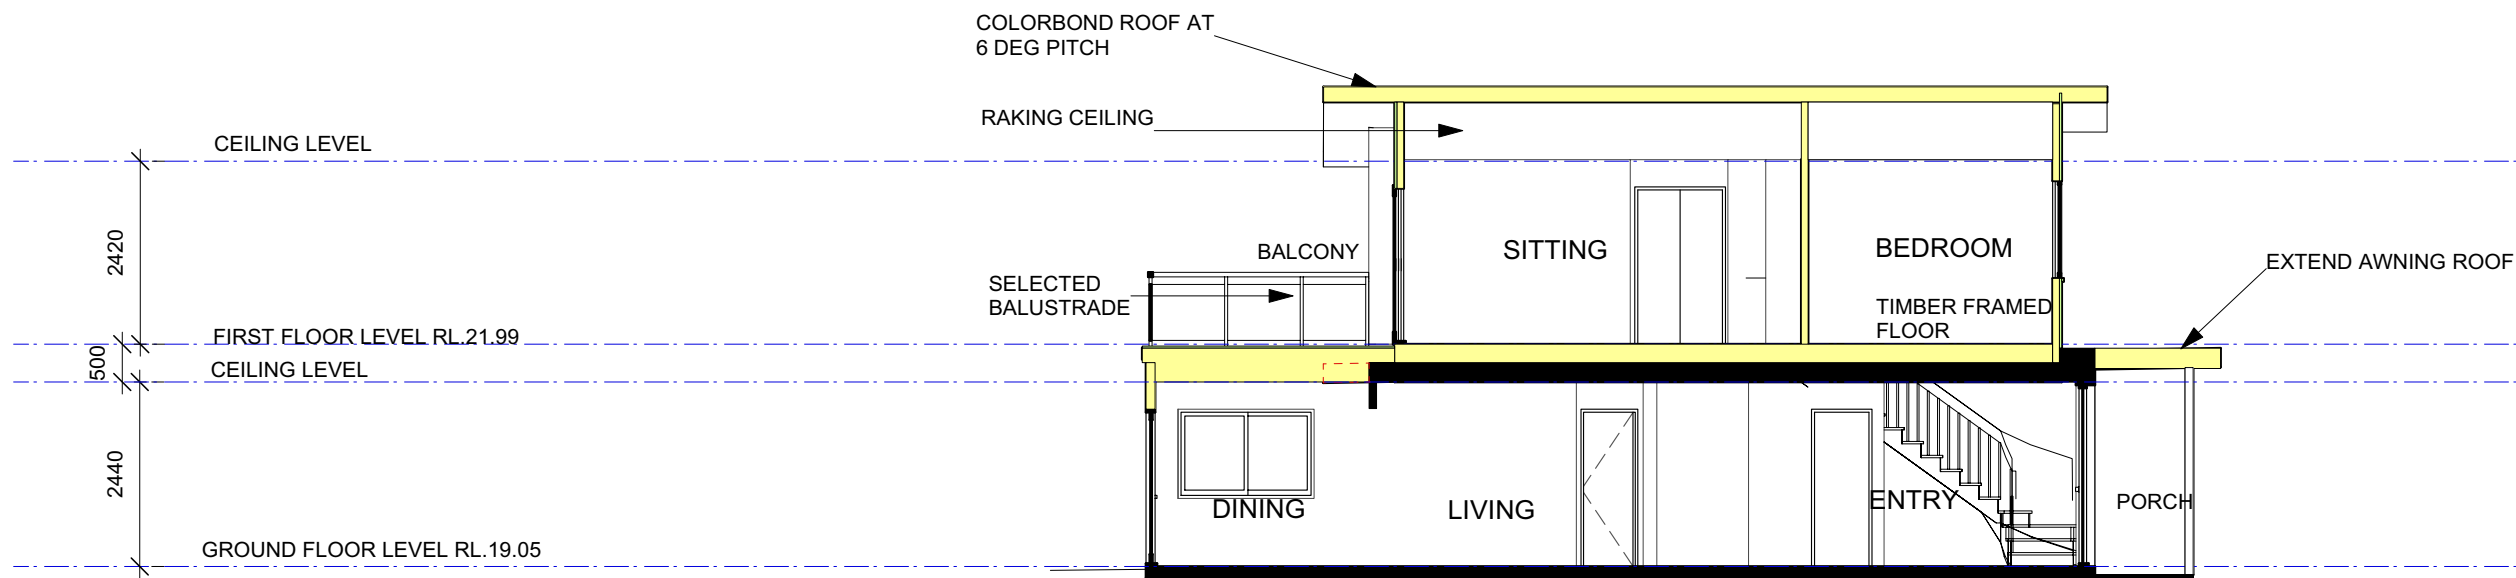 COLORBOND ROOF AT
6 DEG PITCH
RAKING CEILING
CEILING LEVEL
2420
BALCONY
SITTING
BEDROOM
EXTEND AWNING ROOF
SELECTED
BALUSTRADE
TIMBER FRAMED
FLOOR
FIRST FLOOR LEVEL RL.21.99
500
CEILING LEVEL
2440
DINING
LIVING
ENTRY
PORCH
GROUND FLOOR LEVEL RL.19.05